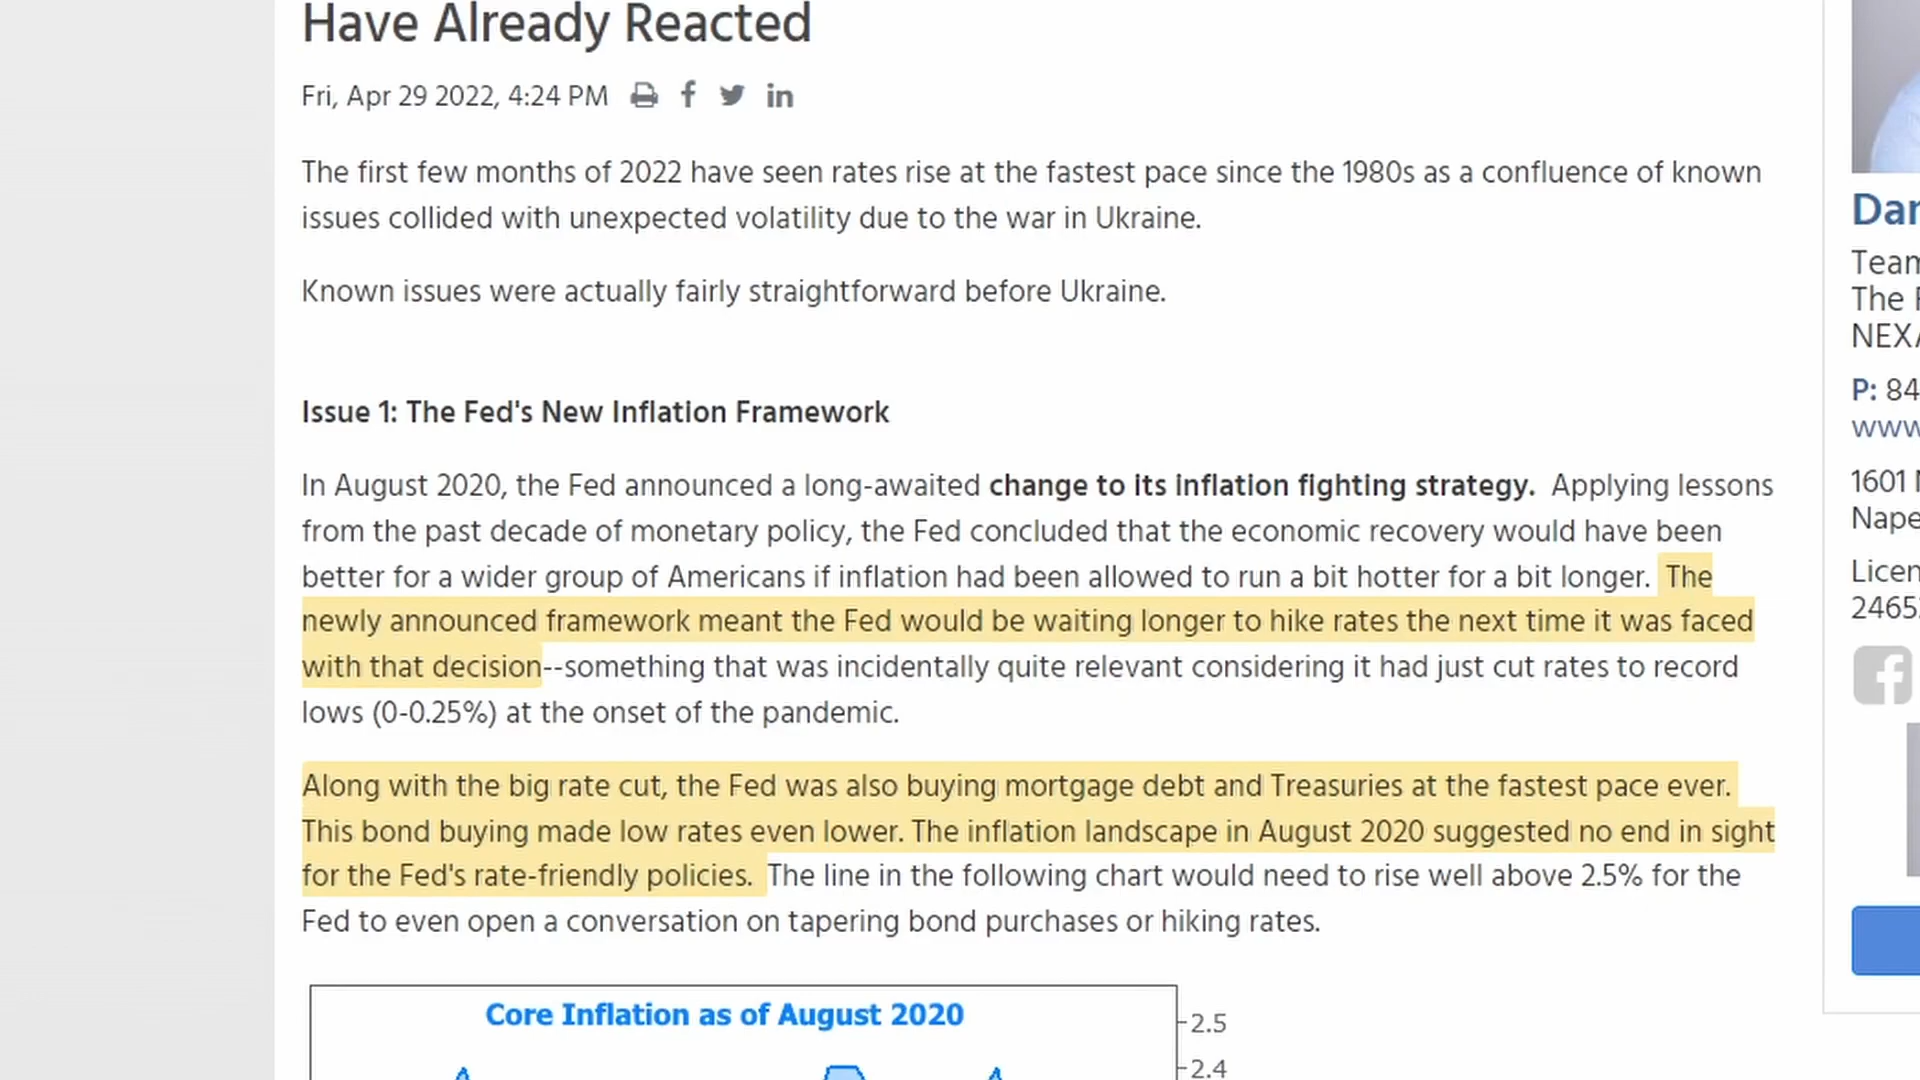 Have Already Reacted
Fri, Apr 29 2022, 4:24 PM
The first few months of 2022 have seen rates rise at the fastest pace since the 1980s as a confluence of known
issues collided with unexpected volatility due to the war in Ukraine.
Known issues were actually fairly straightforward before Ukraine.
Issue 1: The Fed's New Inflation Framework
In August 2020, the Fed announced a long-awaited change to its inflation fighting strategy. Applying lessons
from the past decade of monetary policy, the Fed concluded that the economic recovery would have been
better for a wider group of Americans if inflation had been allowed to run a bit hotter for a bit longer. The
newly announced framework meant the Fed would be waiting longer to hike rates the next time it was faced
with that decision--something that was incidentally quite relevant considering it had just cut rates to record
lows (0-0.25%) at the onset of the pandemic.
Along with the big rate cut, the Fed was also buying mortgage debt and Treasuries at the fastest pace ever.
This bond buying made low rates even lower. The inflation landscape in August 2020 suggested no end in sight
for the Fed's rate-friendly policies. The line in the following chart would need to rise well above 2.5% for the
Fed to even open a conversation on tapering bond purchases or hiking rates.
Core Inflation as of August 2020
2.5
2.4
Dar
Team
The
NEX
P: 84
www
1601
Nape
Licen
2465